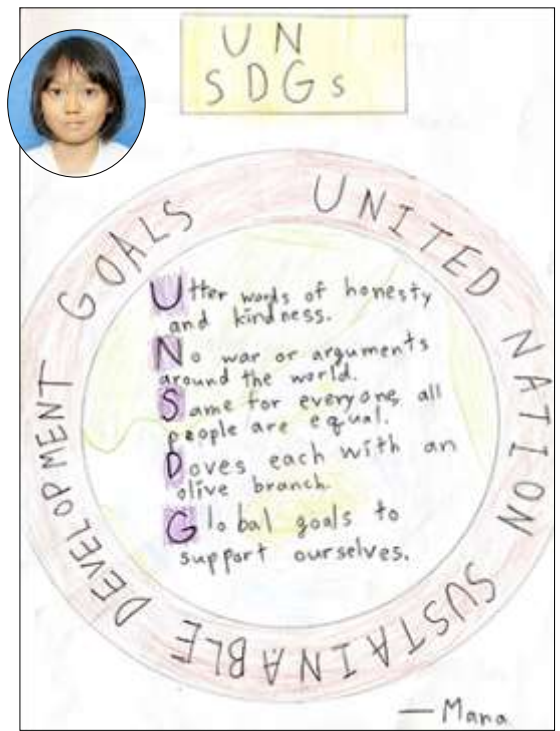 UN
SDGs
UNITED NATION SUSTAINABLE DEVELOPMENT GOALS
Utter words of honesty
and kindness.
No war or arguments
around the world.
Same for everyone, all
people are equal.
Doves each with an
olive branch.
Global goals to
support ourselves.
— Mana